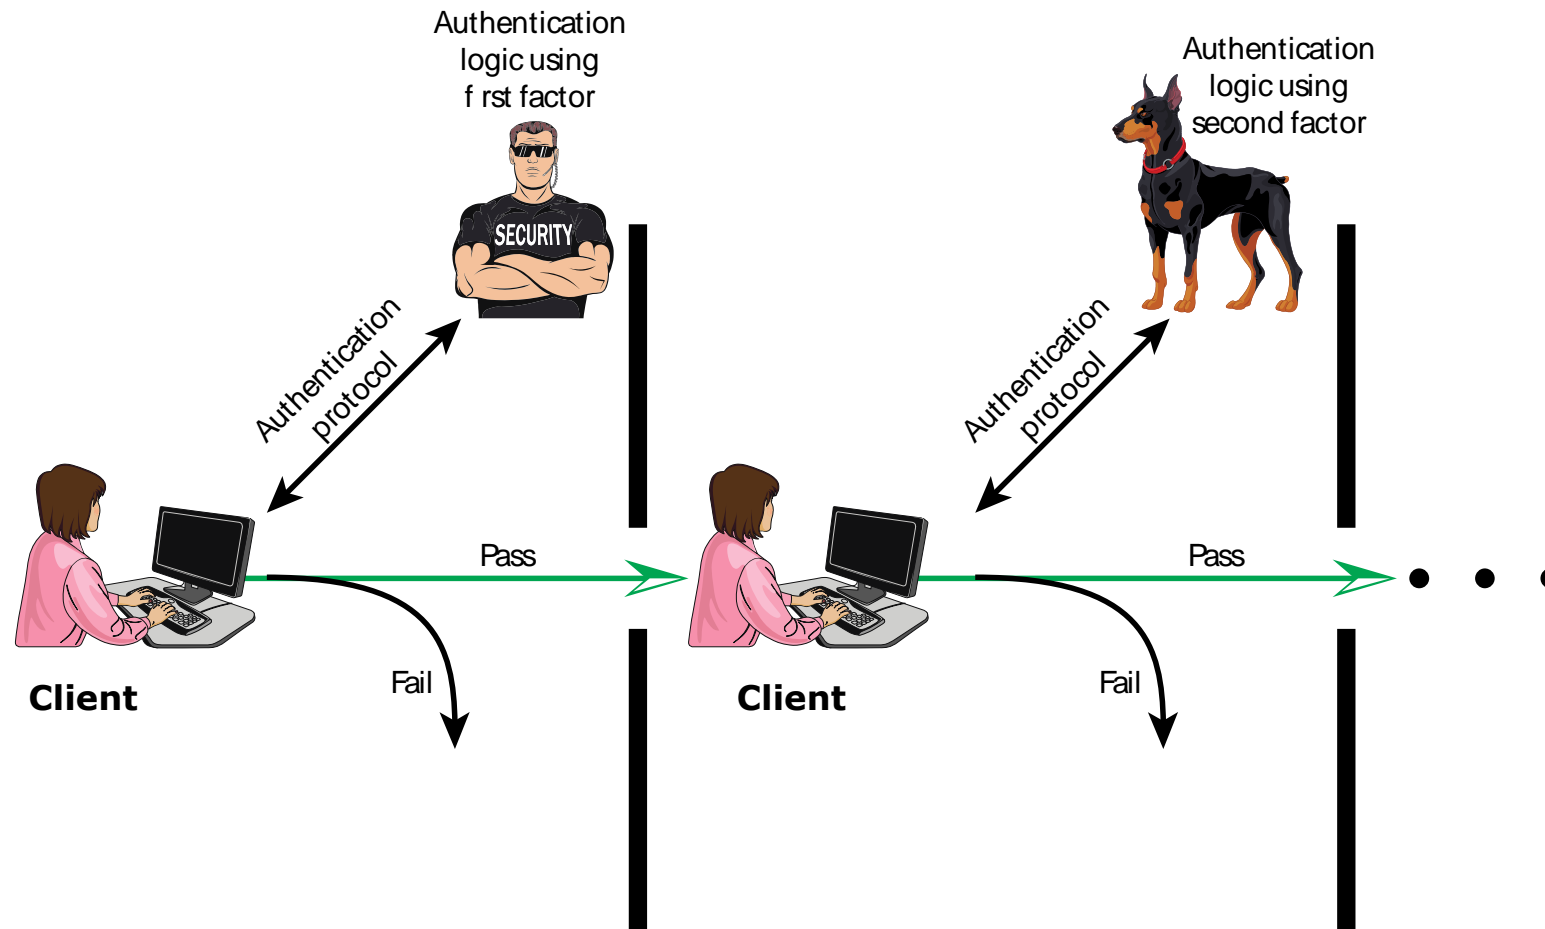 Authentication
logic using
f rst factor
Authentication
logic using
second factor
SECURITY
Authentication
protocol
Authentication
protocol
Pass
Pass
Fail
Fail
Client
Client